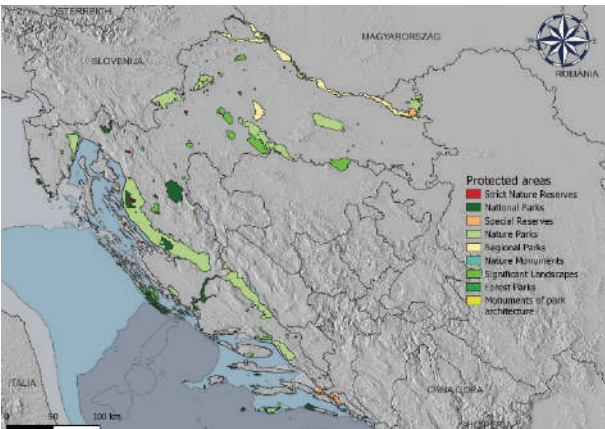 ÖSTERREICH
MAGYARORSZÁG
SLOVENIJA
N
W
E
S
ROMÂNIA
Protected areas
Strict Nature Reserves
National Parks
Special Reserves
Nature Parks
Regional Parks
Nature Monuments
Significant Landscapes
Forest Parks
Monuments of park
architecture
ITALIA
CRNA GORA
0 50 100 km
SHQIPËRIA